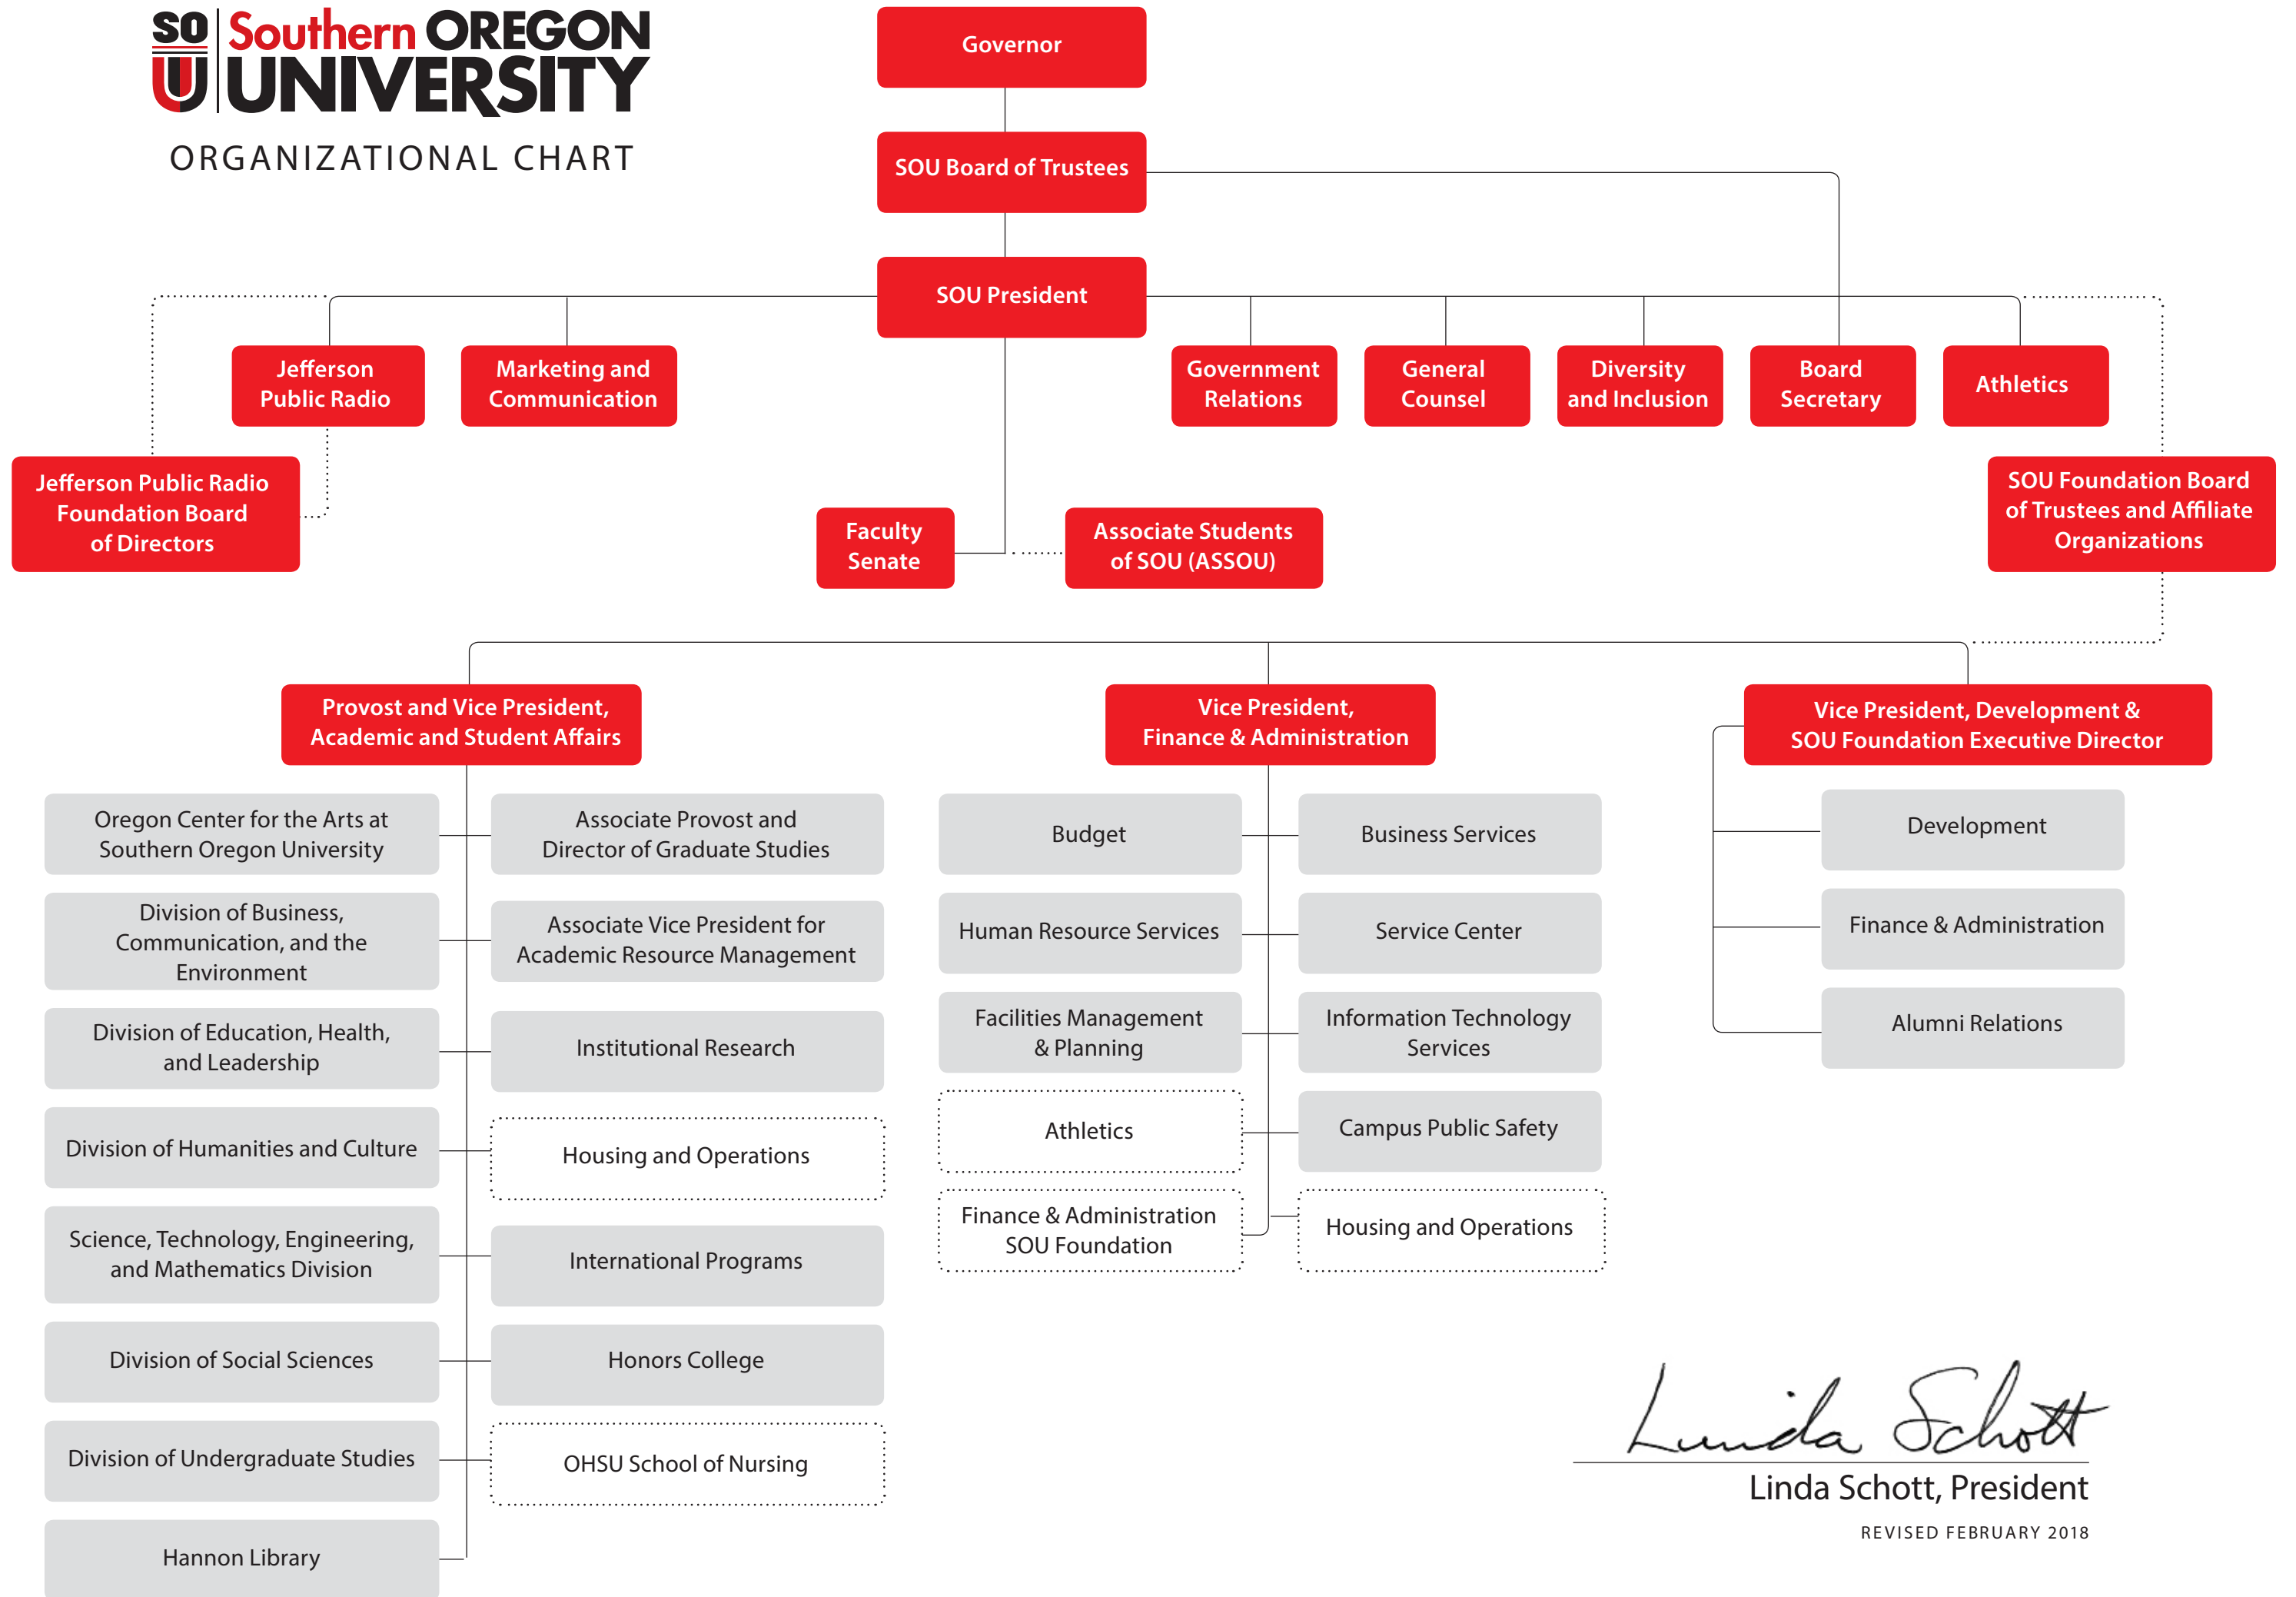 SO
U
Southern OREGON
UNIVERSITY
ORGANIZATIONAL CHART
Governor
SOU Board of Trustees
SOU President
Jefferson
Public Radio
Marketing and
Communication
Government
Relations
General
Counsel
Diversity
and Inclusion
Board
Secretary
Athletics
Jefferson Public Radio
Foundation Board
of Directors
Faculty
Senate
Associate Students
of SOU (ASSOU)
SOU Foundation Board
of Trustees and Affiliate
Organizations
Provost and Vice President,
Academic and Student Affairs
Vice President,
Finance & Administration
Vice President, Development &
SOU Foundation Executive Director
Oregon Center for the Arts at
Southern Oregon University
Associate Provost and
Director of Graduate Studies
Division of Business,
Communication, and the
Environment
Associate Vice President for
Academic Resource Management
Division of Education, Health,
and Leadership
Institutional Research
Division of Humanities and Culture
Housing and Operations
Science, Technology, Engineering,
and Mathematics Division
International Programs
Division of Social Sciences
Honors College
Division of Undergraduate Studies
OHSU School of Nursing
Hannon Library
Budget
Business Services
Human Resource Services
Service Center
Facilities Management
& Planning
Information Technology
Services
Athletics
Campus Public Safety
Finance & Administration
SOU Foundation
Housing and Operations
Development
Finance & Administration
Alumni Relations
Linda Schott
Linda Schott, President
REVISED FEBRUARY 2018